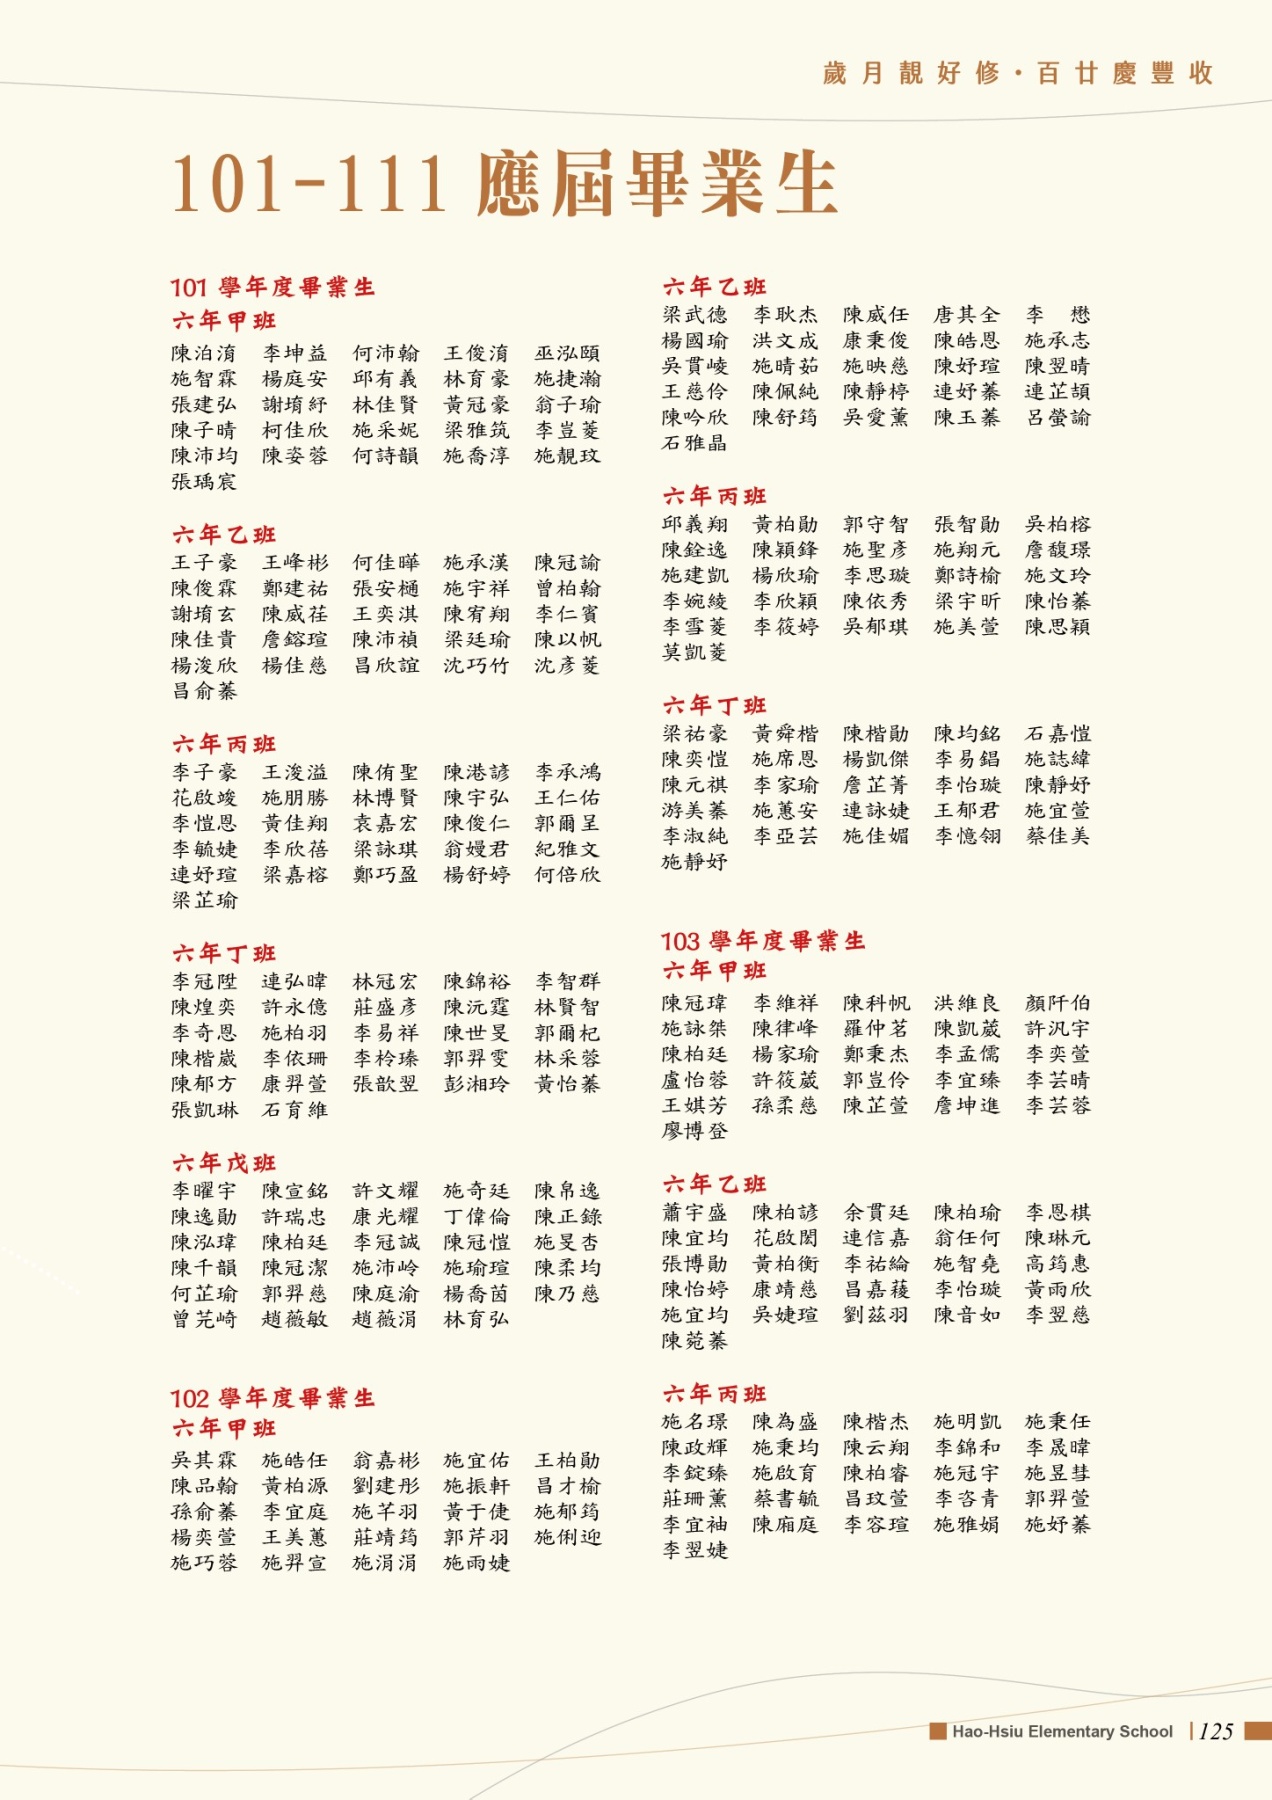 歲月靚好修・百廿慶豐收
101-111 應屆畢業生
101 學年度畢業生
六年甲班
陳泊淯 李坤益 何沛翰 王俊淯 巫泓頤
施智霖 楊庭安 邱有義 林育豪 施捷瀚
張建弘 謝堉紓 林佳賢 黃冠豪 翁子瑜
陳子晴 柯佳欣 施采妮 梁雅筑 李豈菱
陳沛均 陳姿蓉 何詩韻 施喬淳 施靚玟
張瑀宸
六年乙班
王子豪 王峰彬 何佳曄 施承漢 陳冠諭
陳俊霖 鄭建祐 張安樋 施宇祥 曾柏翰
謝堉玄 陳威荏 王奕淇 陳宥翔 李仁賓
陳佳貴 詹鎔瑄 陳沛禎 梁廷瑜 陳以帆
楊浚欣 楊佳慈 昌欣誼 沈巧竹 沈彥菱
昌俞蓁
六年丙班
李子豪 王浚溢 陳侑聖 陳港諺 李承鴻
花啟竣 施朋勝 林博賢 陳宇弘 王仁佑
李愷恩 黃佳翔 袁嘉宏 陳俊仁 郭爾呈
李毓婕 李欣蓓 梁詠琪 翁嫚君 紀雅文
連妤瑄 梁嘉榕 鄭巧盈 楊舒婷 何倍欣
梁芷瑜
六年丁班
李冠陞 連弘暐 林冠宏 陳錦裕 李智群
陳煌奕 許永億 莊盛彥 陳沅霆 林賢智
李奇恩 施柏羽 李易祥 陳世旻 郭爾杞
陳楷崴 李依珊 李柃瑧 郭羿雯 林采蓉
陳郁方 康羿萱 張歆翌 彭湘玲 黃怡蓁
張凱琳 石育維
六年戊班
李曜宇 陳宣銘 許文耀 施奇廷 陳帛逸
陳逸勛 許瑞忠 康光耀 丁偉倫 陳正錄
陳泓瑋 陳柏廷 李冠誠 陳冠愷 施旻杏
陳千韻 陳冠潔 施沛岭 施瑜瑄 陳柔均
何芷瑜 郭羿慈 陳庭渝 楊喬茵 陳乃慈
曾芫崎 趙薇敏 趙薇涓 林育弘
102 學年度畢業生
六年甲班
吳其霖 施皓任 翁嘉彬 施宜佑 王柏勛
陳品翰 黃柏源 劉建彤 施振軒 昌才榆
孫俞蓁 李宜庭 施芊羽 黃于倢 施郁筠
楊奕萱 王美蕙 莊靖筠 郭芹羽 施俐迎
施巧蓉 施羿宣 施涓涓 施雨婕
六年乙班
梁武德 李耿杰 陳威任 唐其全 李　懋
楊國瑜 洪文成 康秉俊 陳皓恩 施承志
吳貫崚 施晴茹 施映慈 陳妤瑄 陳翌晴
王慈伶 陳佩純 陳靜楟 連妤蓁 連芷頡
陳吟欣 陳舒筠 吳愛薰 陳玉蓁 呂螢諭
石雅晶
六年丙班
邱義翔 黃柏勛 郭守智 張智勛 吳柏榕
陳銓逸 陳穎鋒 施聖彥 施翔元 詹馥璟
施建凱 楊欣瑜 李思璇 鄭詩榆 施文玲
李婉綾 李欣穎 陳依秀 梁宇昕 陳怡蓁
李雪菱 李筱婷 吳郁琪 施美萱 陳思穎
莫凱菱
六年丁班
梁祐豪 黃舜楷 陳楷勛 陳均銘 石嘉愷
陳奕愷 施席恩 楊凱傑 李易錩 施誌緯
陳元祺 李家瑜 詹芷菁 李怡璇 陳靜妤
游美蓁 施蕙安 連詠婕 王郁君 施宜萱
李淑純 李亞芸 施佳媚 李憶翎 蔡佳美
施靜妤
103 學年度畢業生
六年甲班
陳冠瑋 李維祥 陳科帆 洪維良 顏阡伯
施詠桀 陳律峰 羅仲茗 陳凱葳 許汎宇
陳柏廷 楊家瑜 鄭秉杰 李孟儒 李奕萱
盧怡蓉 許筱葳 郭豈伶 李宜臻 李芸晴
王娸芳 孫柔慈 陳芷萱 詹坤進 李芸蓉
廖博登
六年乙班
蕭宇盛 陳柏諺 余貫廷 陳柏瑜 李恩棋
陳宜均 花啟閎 連信嘉 翁任何 陳琳元
張博勛 黃柏衡 李祐綸 施智堯 高筠惠
陳怡婷 康靖慈 昌嘉薐 李怡璇 黃雨欣
施宜均 吳婕瑄 劉茲羽 陳音如 李翌慈
陳菀蓁
六年丙班
施名璟 陳為盛 陳楷杰 施明凱 施秉任
陳政輝 施秉均 陳云翔 李錦和 李晟暐
李錠臻 施啟育 陳柏睿 施冠宇 施昱彗
莊珊薰 蔡書毓 昌玟萱 李咨青 郭羿萱
李宜袖 陳廂庭 李容瑄 施雅娟 施妤蓁
李翌婕
Hao-Hsiu Elementary School 125